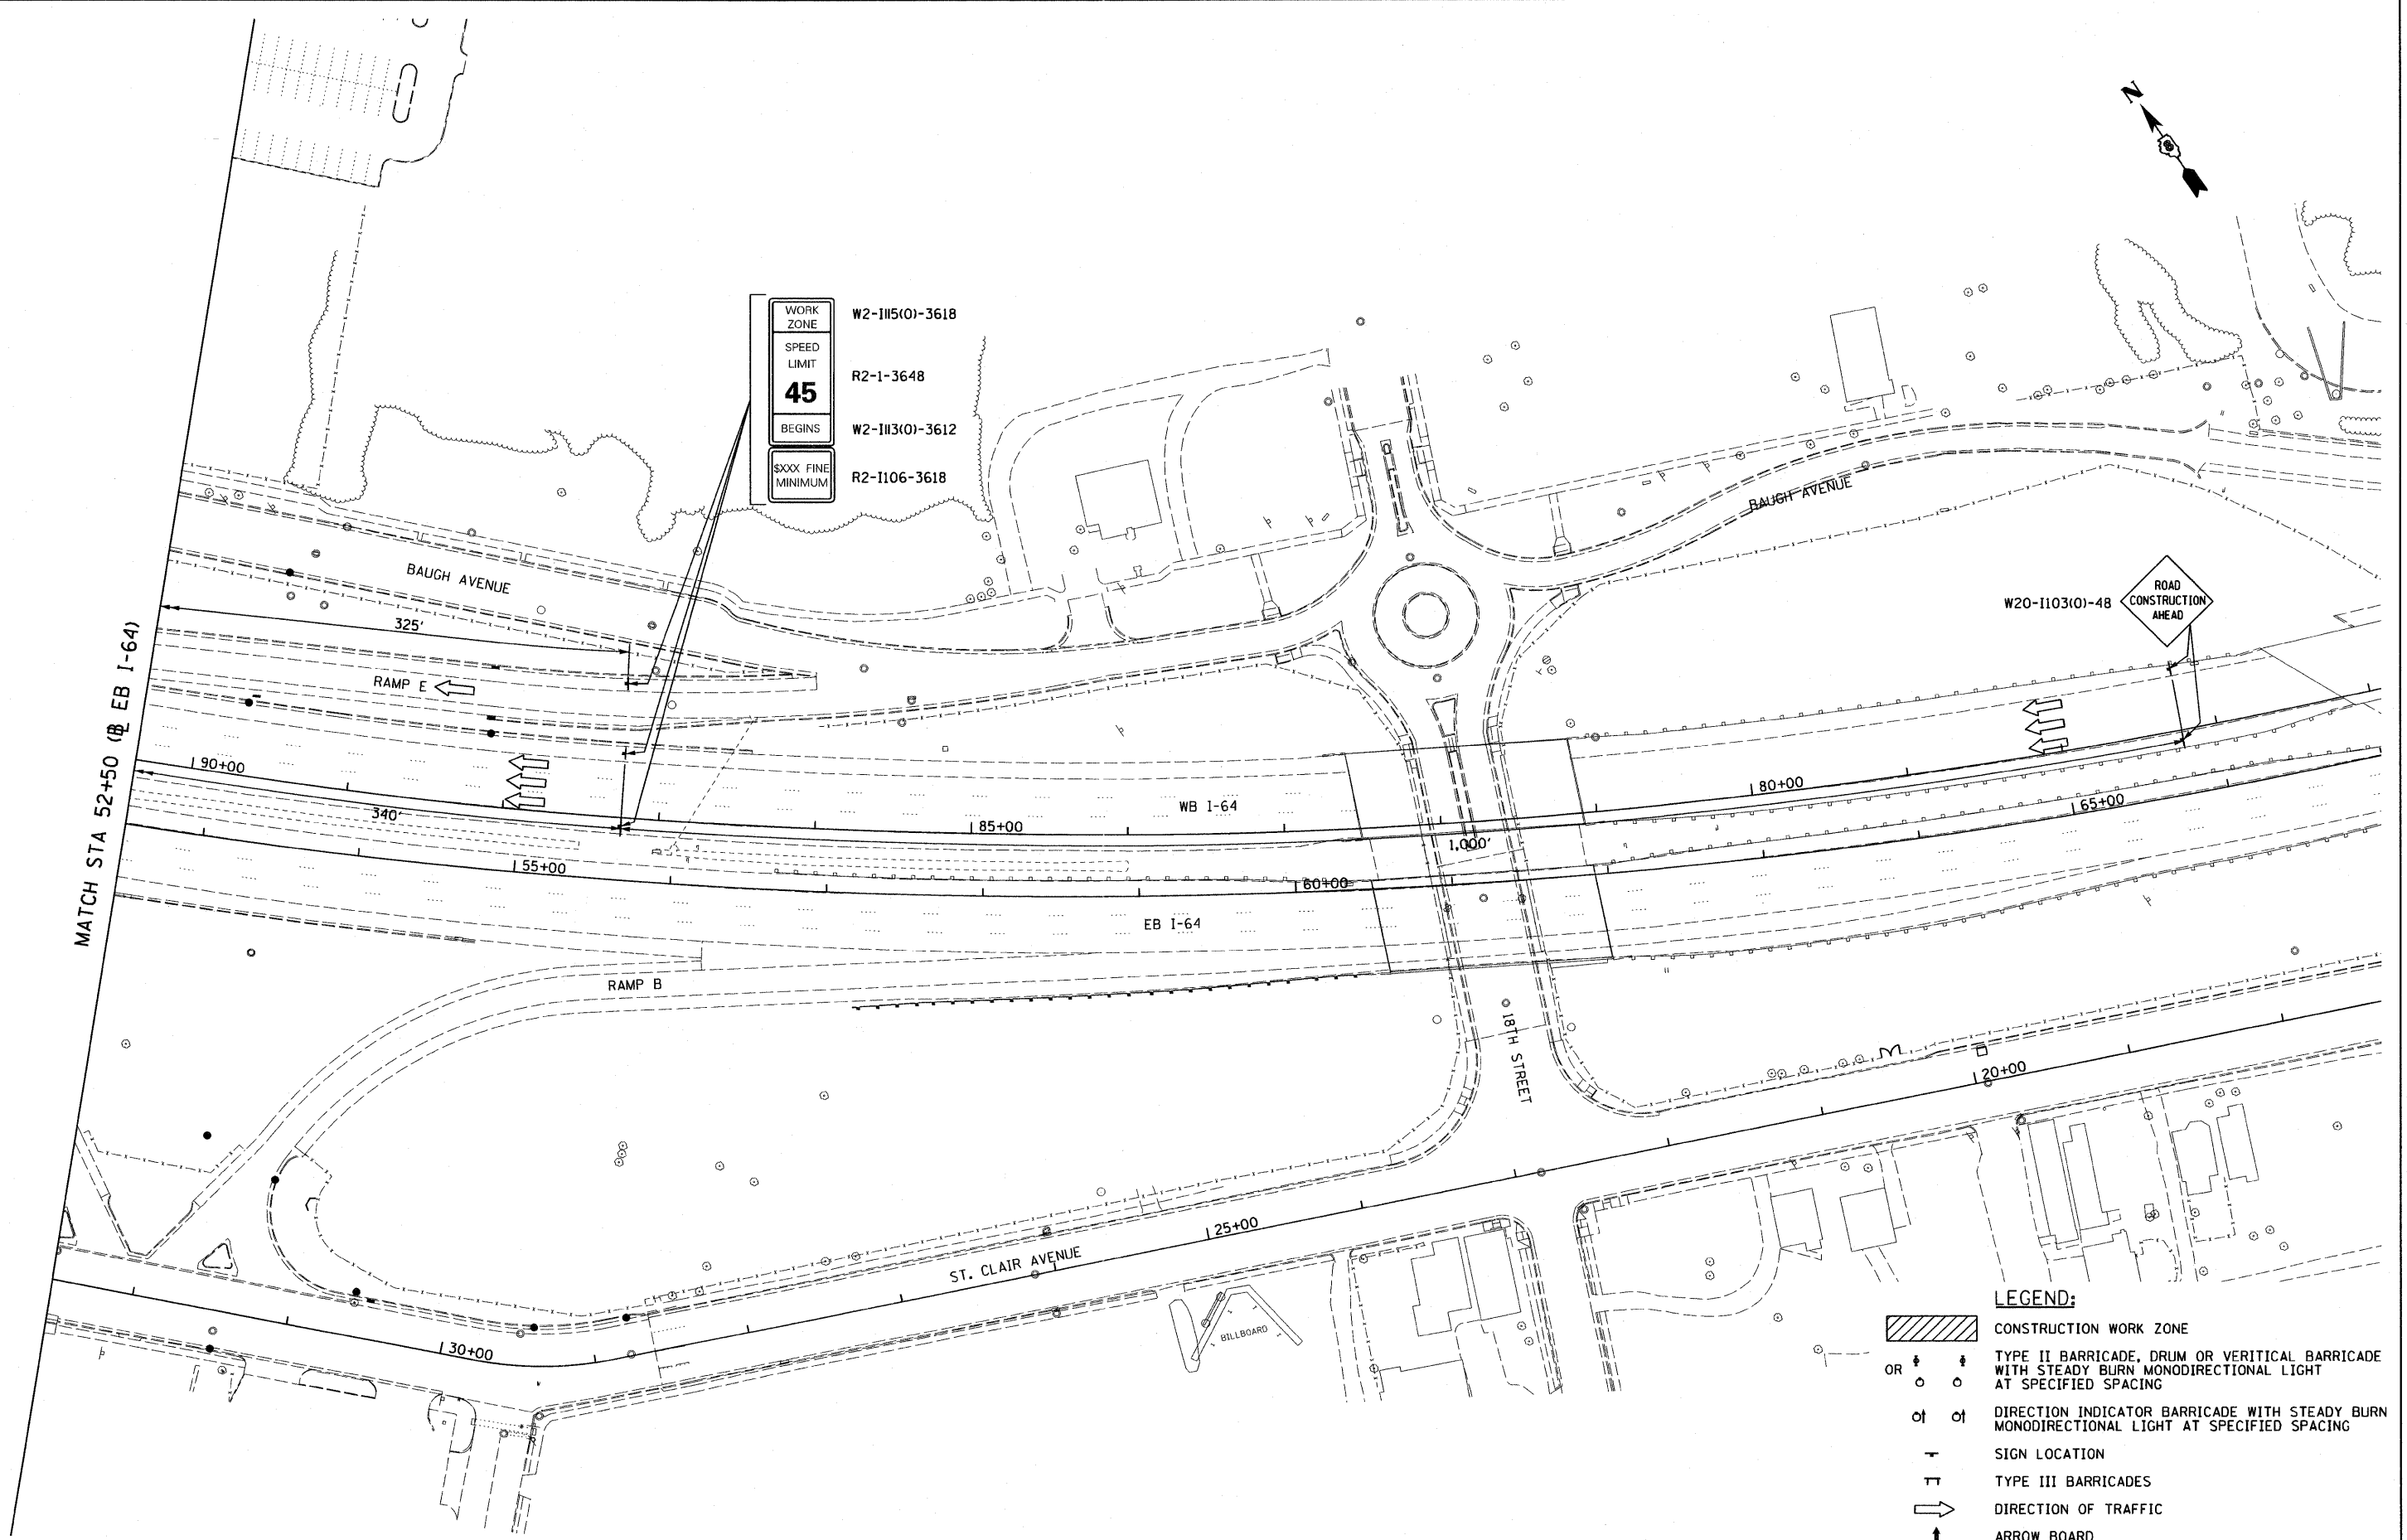 N
WORK
ZONE
SPEED
LIMIT
45
BEGINS
$XXX FINE
MINIMUM
W2-I115(O)-3618
R2-1-3648
W2-I113(O)-3612
R2-I106-3618
BAUGH AVENUE
W20-I103(O)-48
ROAD
CONSTRUCTION
AHEAD
BAUGH AVENUE
325'
RAMP E
MATCH STA 52+50 (℄ EB I-64)
90+00
340'
85+00
WB I-64
80+00
65+00
1,000'
55+00
60+00
EB I-64
RAMP B
18TH STREET
20+00
25+00
ST. CLAIR AVENUE
30+00
BILLBOARD
LEGEND:
CONSTRUCTION WORK ZONE
OR
TYPE II BARRICADE, DRUM OR VERITICAL BARRICADE
WITH STEADY BURN MONODIRECTIONAL LIGHT
AT SPECIFIED SPACING
DIRECTION INDICATOR BARRICADE WITH STEADY BURN
MONODIRECTIONAL LIGHT AT SPECIFIED SPACING
SIGN LOCATION
TYPE III BARRICADES
DIRECTION OF TRAFFIC
ARROW BOARD